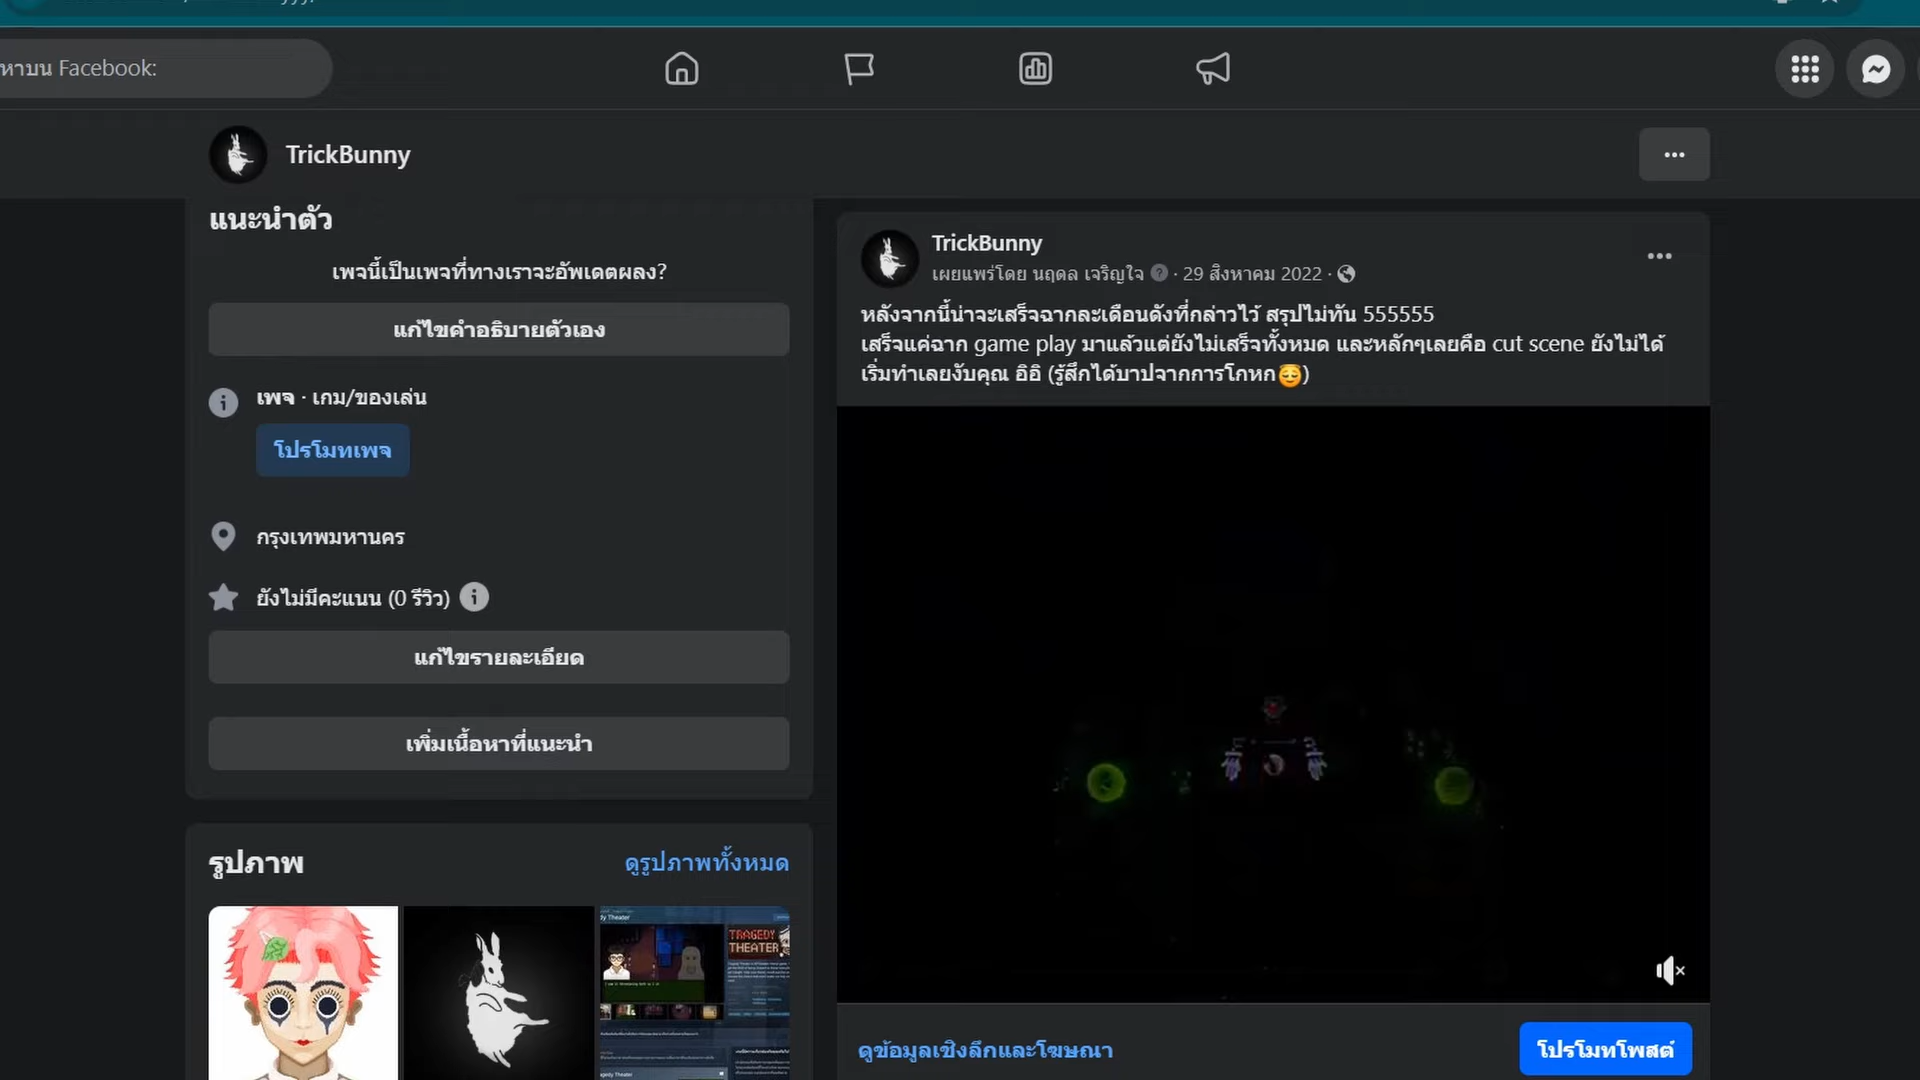 หาบน Facebook:
TrickBunny
แนะนำตัว
เพจนี้เป็นเพจที่ทางเราจะอัพเดตผลง?
แก้ไขคำอธิบายตัวเอง
เพจ · เกม/ของเล่น
โปรโมทเพจ
กรุงเทพมหานคร
ยังไม่มีคะแนน (0 รีวิว)
แก้ไขรายละเอียด
เพิ่มเนื้อหาที่แนะนำ
รูปภาพ
ดูรูปภาพทั้งหมด
dy Theater
TRAGEDY
THEATER
TrickBunny
เผยแพร่โดย นฤดล เจริญใจ · 29 สิงหาคม 2022 ·
หลังจากนี้น่าจะเสร็จฉากละเดือนดังที่กล่าวไว้ สรุปไม่ทัน 555555
เสร็จแค่ฉาก game play มาแล้วแต่ยังไม่เสร็จทั้งหมด และหลักๆเลยคือ cut scene ยังไม่ได้
เริ่มทำเลยงับคุณ อิอิ (รู้สึกได้บาปจากการโกหก😌)
ดูข้อมูลเชิงลึกและโฆษณา
โปรโมทโพสต์